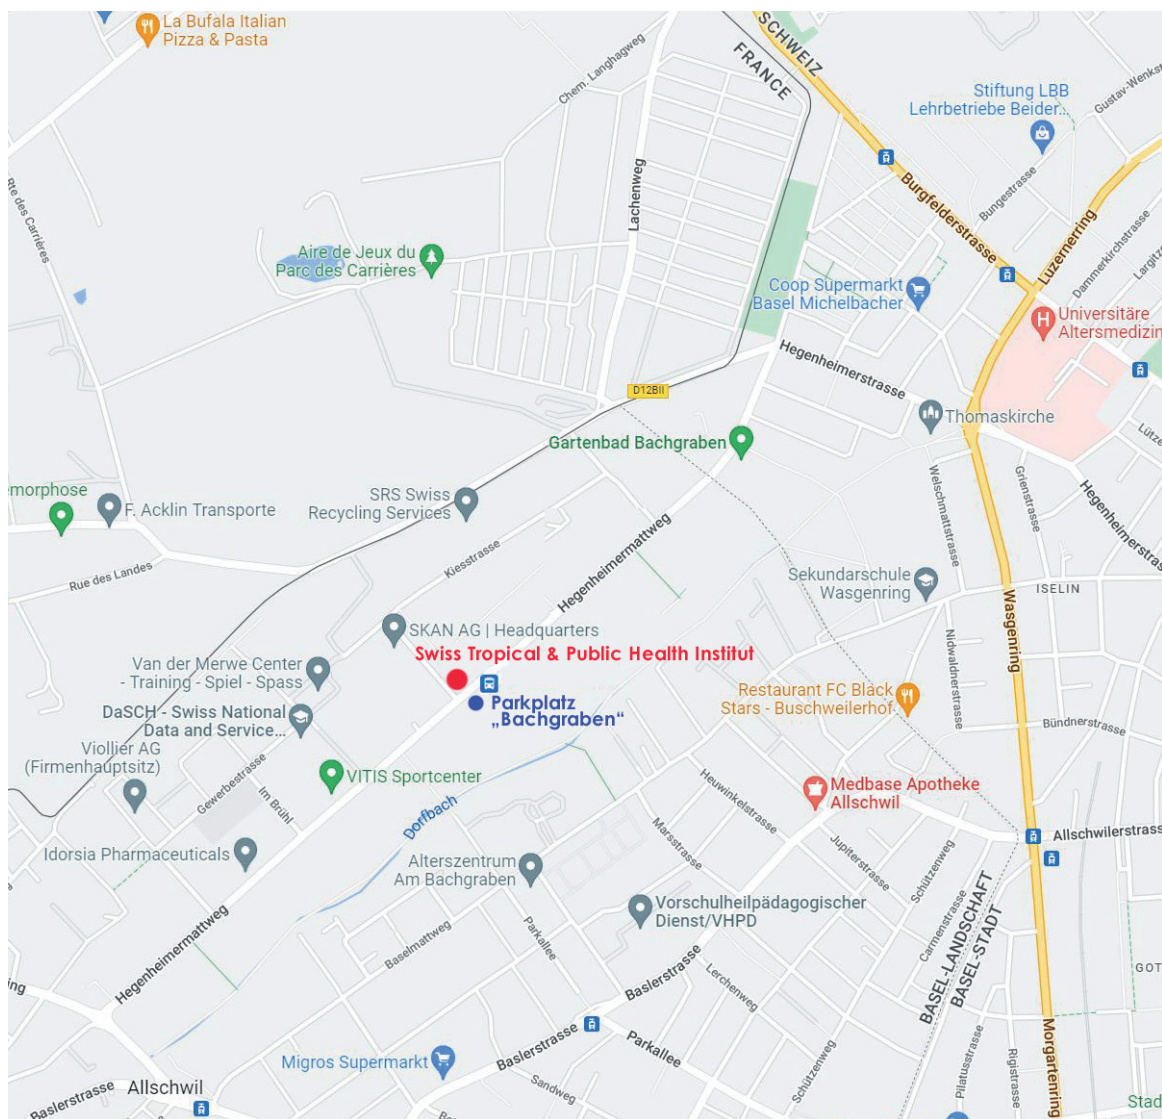 La Bufala Italian
Pizza & Pasta
SCHWEIZ
FRANCE
Chem. Langhagweg
Stiftung LBB
Lehrbetriebe Beider...
Gustav-Wenk-St
Rte des Carrières
Lachenweg
Burgfelderstrasse
Bungestrasse
Luzernerring
Dammerkirchstrasse
Largitz
Aire de Jeux du
Parc des Carrières
Coop Supermarkt
Basel Michelbacher
Universitäre
Altersmedizin
H
Hegenheimerstrasse
D12BII
Thomaskirche
Gartenbad Bachgraben
Lütze
emorphose
F. Acklin Transporte
SRS Swiss
Recycling Services
Welschmattstrasse
Grienstrasse
Hegenheimerstras
Rue des Landes
Kiesstrasse
Hegenheimermattweg
Sekundarschule
Wasgenring
ISELIN
Wasgenring
SKAN AG | Headquarters
Swiss Tropical & Public Health Institut
Nidwaldnerstrasse
Van der Merwe Center
- Training - Spiel - Spass
Parkplatz
„Bachgraben“
Restaurant FC Black
Stars - Buschweilerhof
Bündnerstrasse
DaSCH - Swiss National
Data and Service...
Viollier AG
(Firmenhauptsitz)
Gewerbestrasse
Im Brühl
VITIS Sportcenter
Dorfbach
Heuwinkelstrasse
Medbase Apotheke
Allschwil
Marsstrasse
Jupiterstrasse
Schützenweg
Allschwilerstrasse
Idorsia Pharmaceuticals
Alterszentrum
Am Bachgraben
Vorschulheilpädagogischer
Dienst/VHPD
Carmenstrasse
BASEL-LANDSCHAFT
BASEL-STADT
Hegenheimermattweg
Baselmattweg
Parkallee
Baslerstrasse
Lerchenweg
GOT
ing
Baslerstrasse
Parkallee
Morgartenring
Migros Supermarkt
Schützenweg
Pilatusstrasse
Rigistrasse
Sandweg
Baslerstrasse
Allschwil
Stad